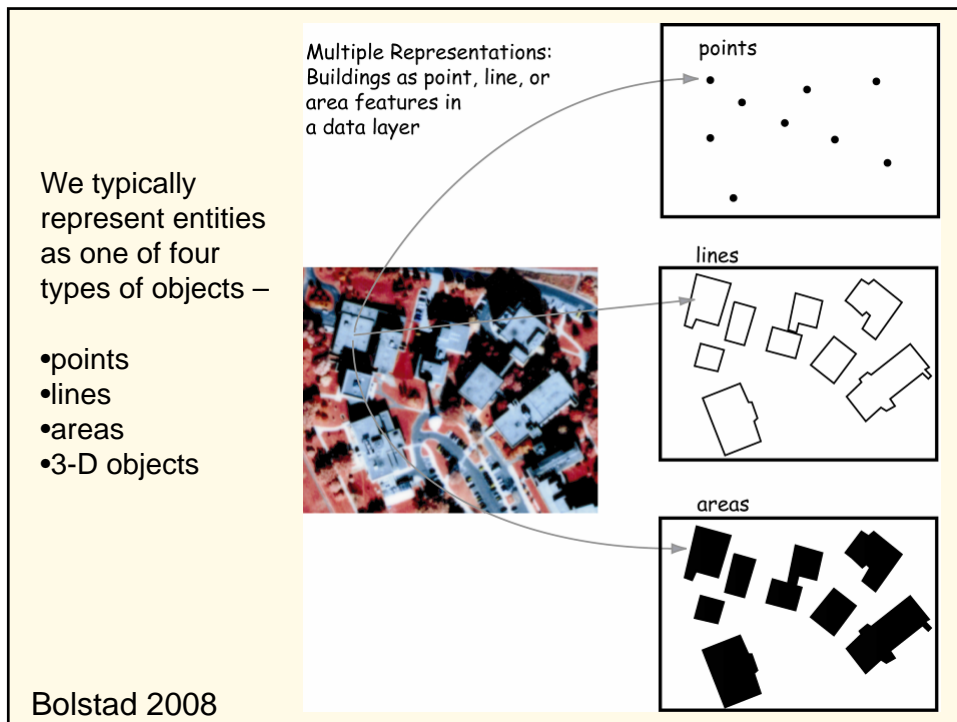 Multiple Representations:
Buildings as point, line, or
area features in
a data layer
We typically
represent entities
as one of four
types of objects –
•points
•lines
•areas
•3-D objects
points
lines
areas
Bolstad 2008